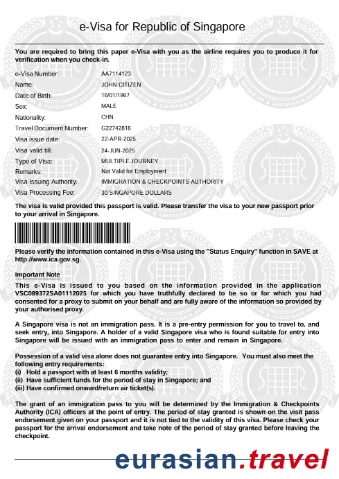 e-Visa for Republic of Singapore
You are required to bring this paper e-Visa with you as the airline requires you to produce it for
verification when you check-in.
e-Visa Number: AA7114123
Name: JOHN CITIZEN
Date of Birth: 16/01/1967
Sex: MALE
Nationality: CHN
Travel Document Number: G22742816
Visa issue date: 22-APR-2025
Visa valid till: 24-JUN-2025
Type of Visa: MULTIPLE JOURNEY
Remarks: Not Valid for Employment
Visa Issuing Authority: IMMIGRATION & CHECKPOINTS AUTHORITY
Visa Processing Fee: 30 SINGAPORE DOLLARS
The visa is valid provided this passport is valid. Please transfer the visa to your new passport prior
to your arrival in Singapore.
Please verify the information contained in this e-Visa using the "Status Enquiry" function in SAVE at
http://www.ica.gov.sg
Important Note
This e-Visa is issued to you based on the information provided in the application
VSC0893725A01112025 for which you have truthfully declared to be so or for which you had
consented for a proxy to submit on your behalf and are fully aware of the information so provided by
your authorised proxy.
A Singapore visa is not an immigration pass. It is a pre-entry permission for you to travel to, and
seek entry, into Singapore. A holder of a valid Singapore visa who is found suitable for entry into
Singapore will be issued with an immigration pass to enter and remain in Singapore.
Possession of a valid visa alone does not guarantee entry into Singapore. You must also meet the
following entry requirements:
(i) Hold a passport with at least 6 months validity;
(ii) Have sufficient funds for the period of stay in Singapore; and
(iii) Have confirmed onward/return air ticket(s)
The grant of an immigration pass to you will be determined by the Immigration & Checkpoints
Authority (ICA) officers at the point of entry. The period of stay granted is shown on the visit pass
endorsement given on your passport and it is not tied to the validity of this visa. Please check your
passport for the arrival endorsement and take note of the period of stay granted before leaving the
checkpoint.
eurasian.travel